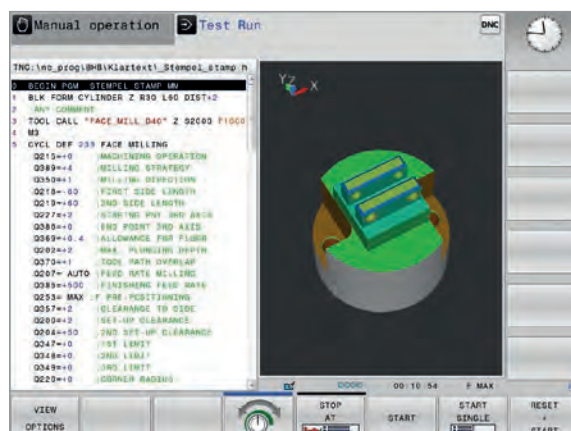 Manual operation
Test Run
DNC
TNC:\nc_prog\BHB\Klartext\_Stempel_stamp.h
0 BEGIN PGM STEMPEL_STAMP MM
1 BLK FORM CYLINDER Z R30 L60 DIST+2
3 TOOL CALL "FACE_MILL_D40" Z S2000 F1000
4 M3
5 CYCL DEF 233 FACE MILLING
Q215=+0 ;MACHINING OPERATION
Q389=+4 ;MILLING STRATEGY
Q350=+1 ;MILLING DIRECTION
Q218=+60 ;FIRST SIDE LENGTH
Q219=+60 ;2ND SIDE LENGTH
Q227=+2 ;STARTNG PNT 3RD AXIS
Q386=+0 ;END POINT 3RD AXIS
Q369=+0.4 ;ALLOWANCE FOR FLOOR
Q202=+2 ;MAX. PLUNGING DEPTH
Q370=+1 ;TOOL PATH OVERLAP
Q207= AUTO ;FEED RATE MILLING
Q385=+500 ;FINISHING FEED RATE
Q253= MAX ;F PRE-POSITIONING
Q357=+2 ;CLEARANCE TO SIDE
Q200=+2 ;SET-UP CLEARANCE
Q204=+50 ;2ND SET-UP CLEARANCE
Q347=+0 ;1ST LIMIT
Q348=+0 ;2ND LIMIT
Q349=+0 ;3RD LIMIT
Q220=+0 ;CORNER RADIUS
Y Z X
00:10:54 F MAX
VIEW
OPTIONS
STOP
AT
START
START
SINGLE
RESET
+
START